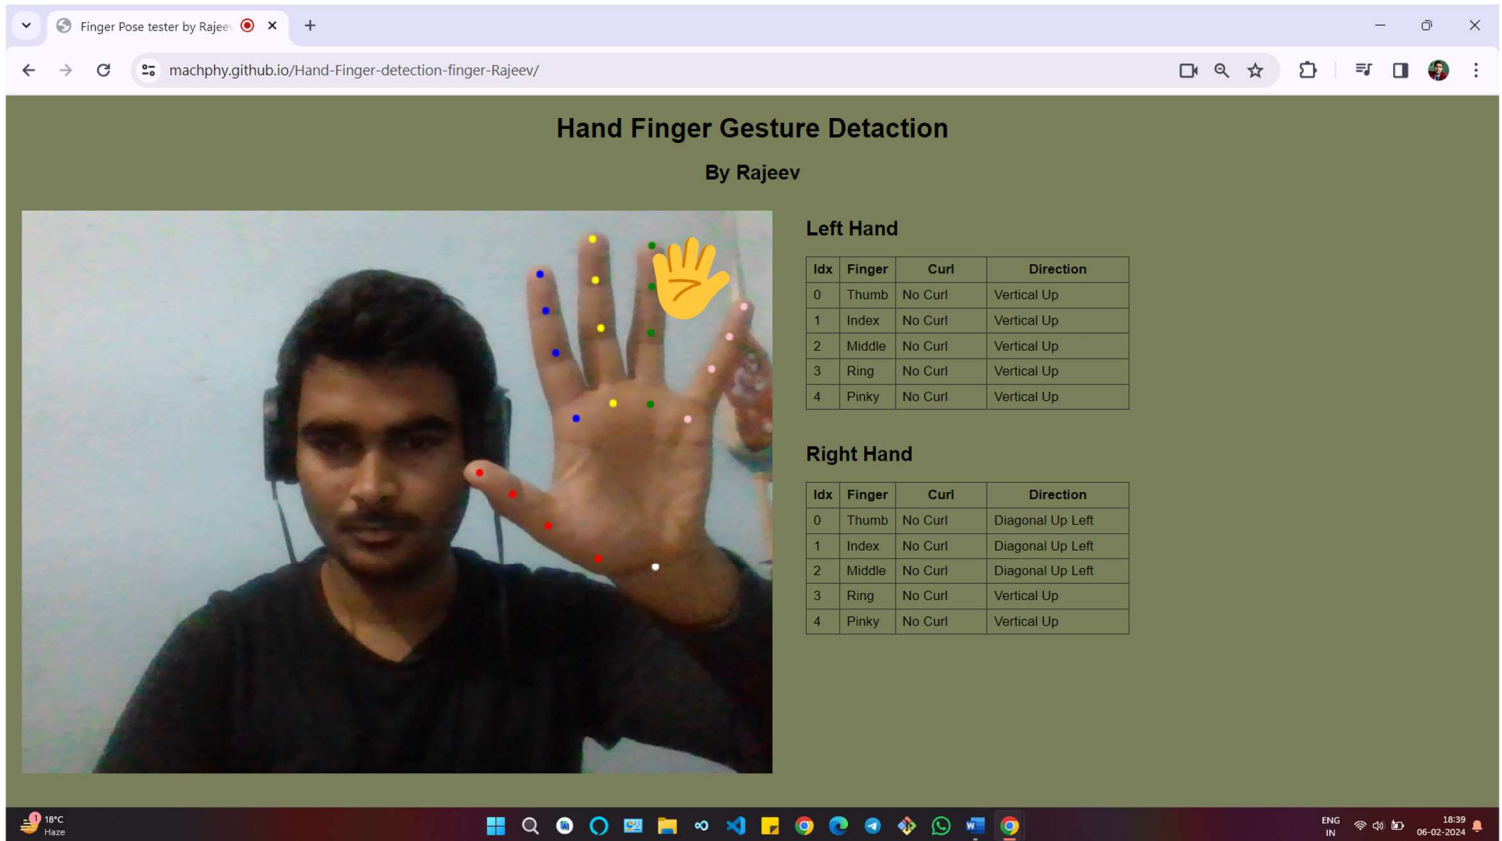 Finger Pose tester by Rajeev
machphy.github.io/Hand-Finger-detection-finger-Rajeev/
Hand Finger Gesture Detaction
By Rajeev
Left Hand
Idx Finger Curl Direction
0 Thumb No Curl Vertical Up
1 Index No Curl Vertical Up
2 Middle No Curl Vertical Up
3 Ring No Curl Vertical Up
4 Pinky No Curl Vertical Up
Right Hand
Idx Finger Curl Direction
0 Thumb No Curl Diagonal Up Left
1 Index No Curl Diagonal Up Left
2 Middle No Curl Diagonal Up Left
3 Ring No Curl Vertical Up
4 Pinky No Curl Vertical Up
1
18°C
Haze
ENG
IN
18:39
06-02-2024